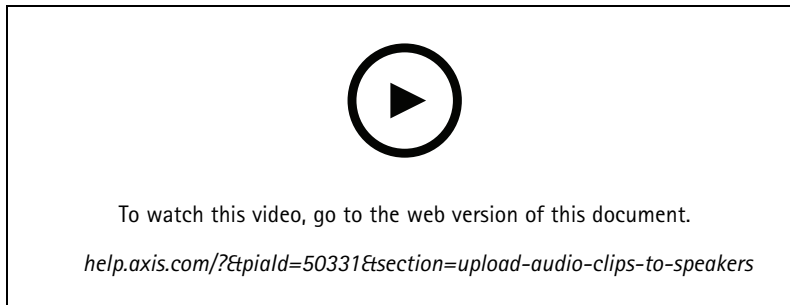 To watch this video, go to the web version of this document.
help.axis.com/?&piaId=50331&section=upload-audio-clips-to-speakers